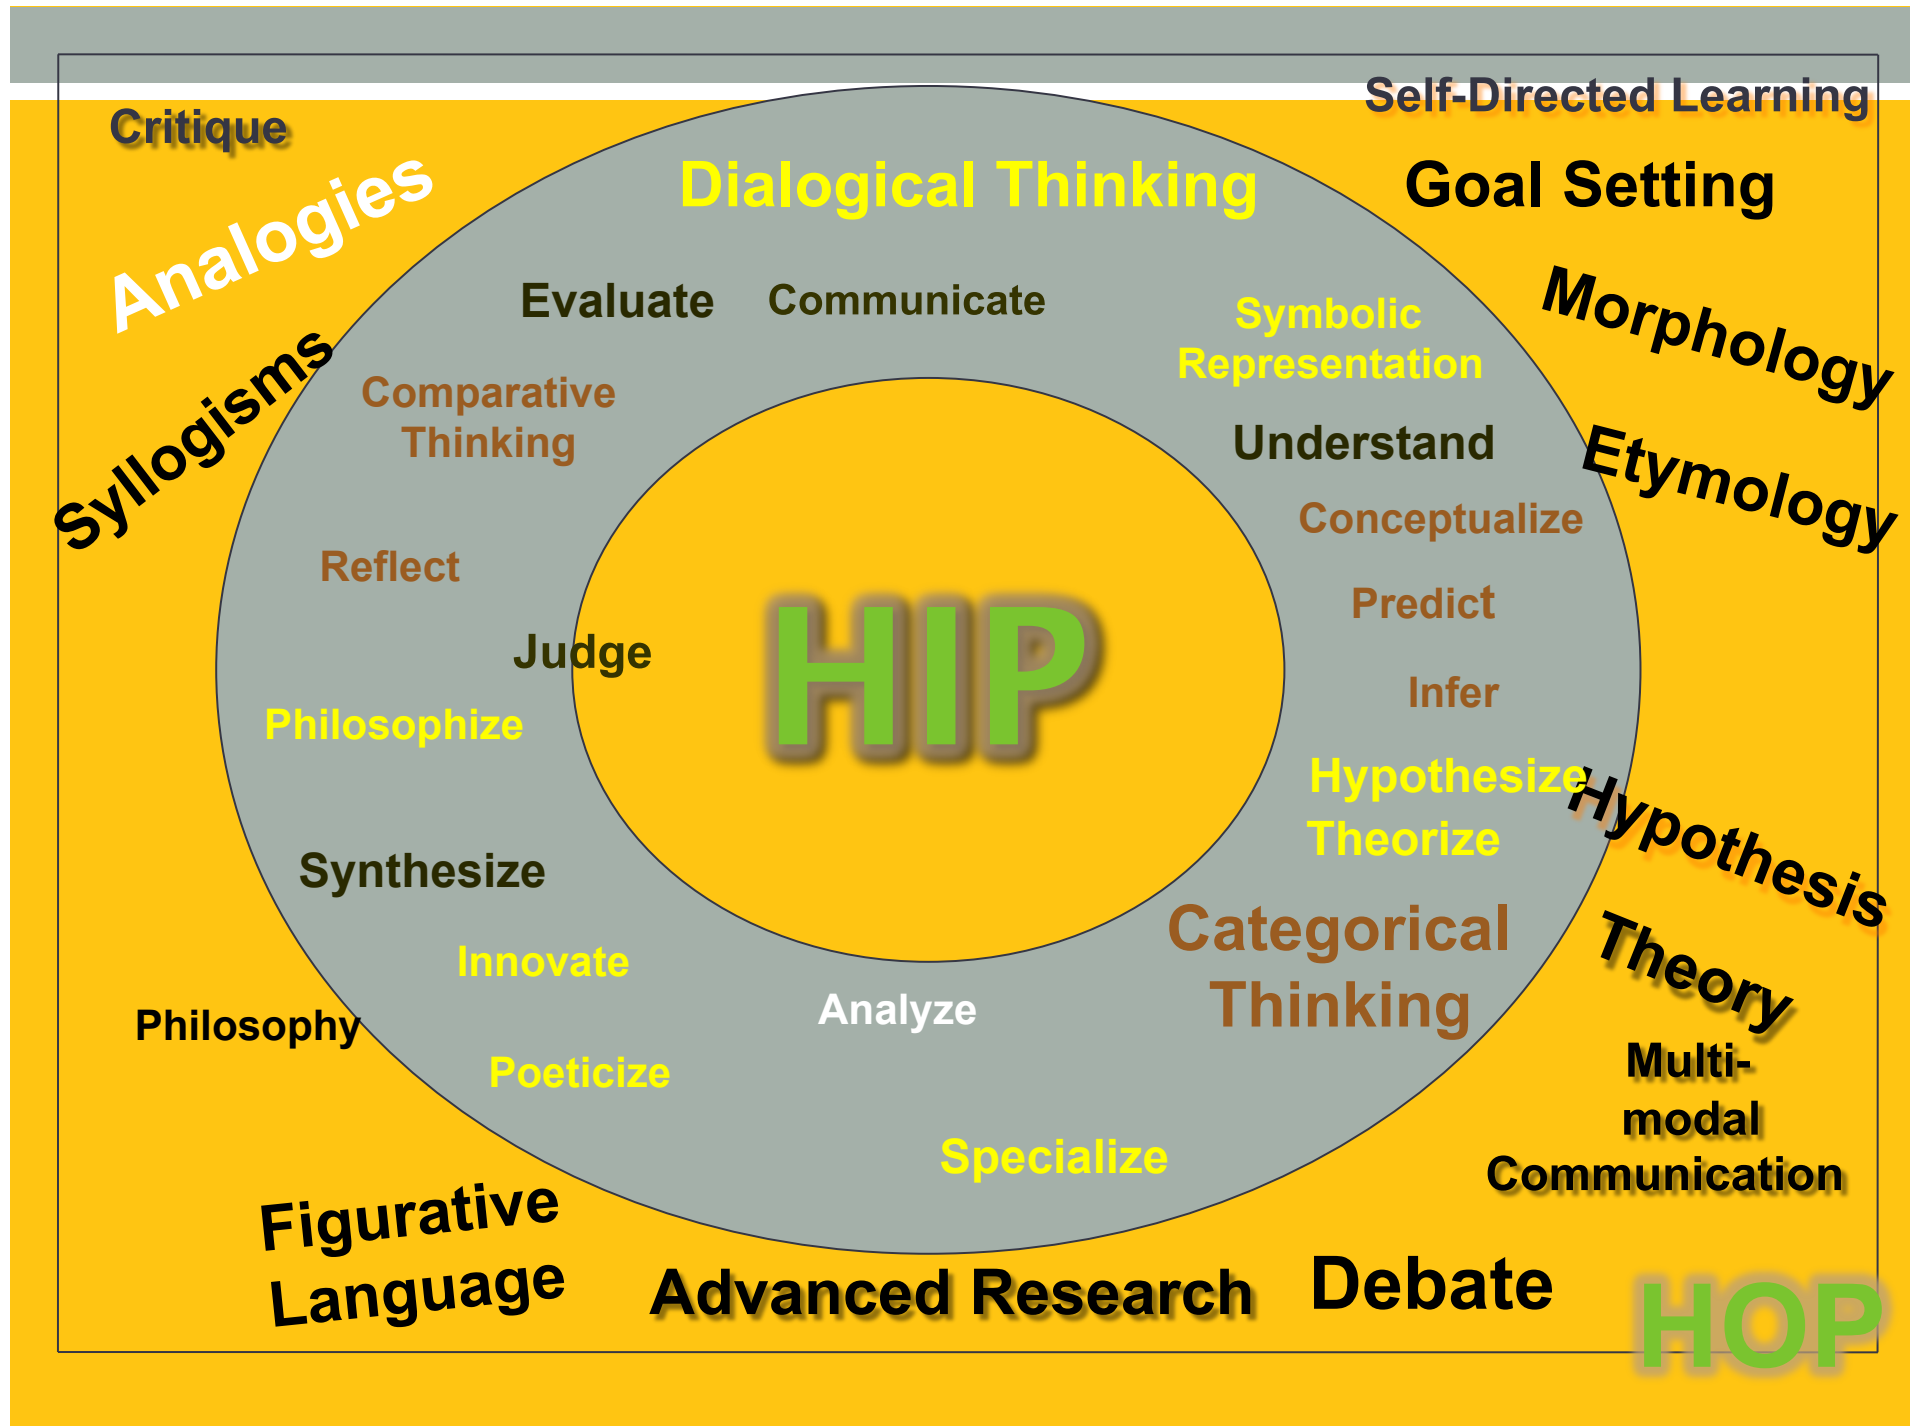 Self-Directed Learning
Critique
Dialogical Thinking
Goal Setting
Analogies
Evaluate
Communicate
Symbolic
Representation
Morphology
Syllogisms
Comparative
Thinking
Understand
Etymology
Conceptualize
Reflect
Predict
Judge
HIP
Infer
Philosophize
Hypothesize
Hypothesis
Theorize
Synthesize
Categorical
Thinking
Innovate
Theory
Analyze
Philosophy
Poeticize
Multi-
modal
Communication
Specialize
Figurative
Language
Advanced Research
Debate
HOP